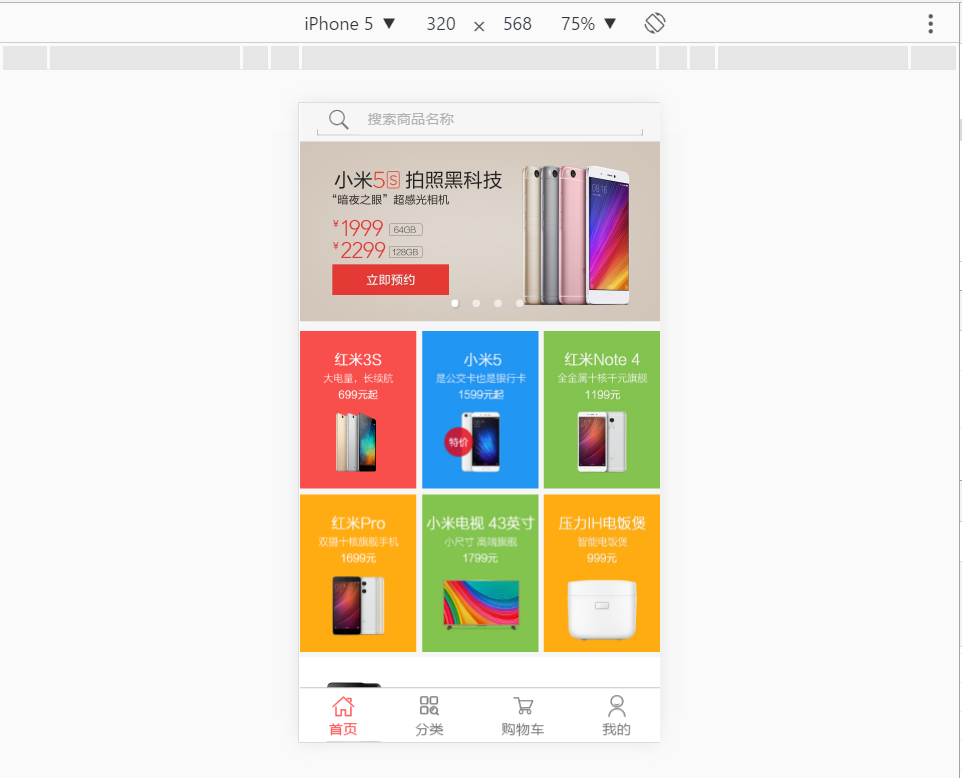 iPhone 5 ▼ 320 × 568 75% ▼
搜索商品名称
小米5S 拍照黑科技
“暗夜之眼”超感光相机
¥1999 64GB
¥2299 128GB
立即预约
红米3S
大电量，长续航
699元起
小米5
是公交卡也是银行卡
1599元起
特价
红米Note 4
全金属十核千元旗舰
1199元
红米Pro
双摄十核旗舰手机
1699元
小米电视 43英寸
小尺寸 高端旗舰
1799元
压力IH电饭煲
智能电饭煲
999元
首页 分类 购物车 我的